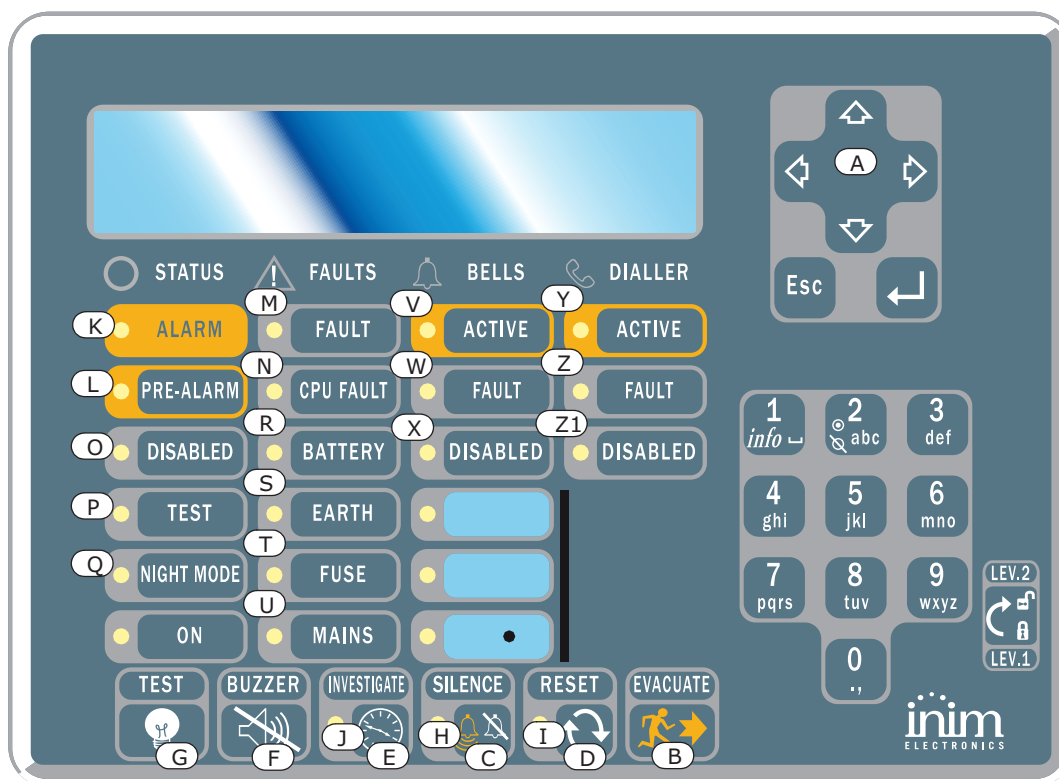 A
STATUS FAULTS BELLS DIALLER
Esc
K ALARM M FAULT V ACTIVE Y ACTIVE
L PRE-ALARM N CPU FAULT W FAULT Z FAULT
O DISABLED R BATTERY X DISABLED Z1 DISABLED
P TEST S EARTH
Q NIGHT MODE T FUSE
ON U MAINS
1 2 3
info abc def
4 5 6
ghi jkl mno
7 8 9
pqrs tuv wxyz
0
.,
LEV.2
LEV.1
TEST BUZZER INVESTIGATE SILENCE RESET EVACUATE
G F J E H C I D B
inim
ELECTRONICS